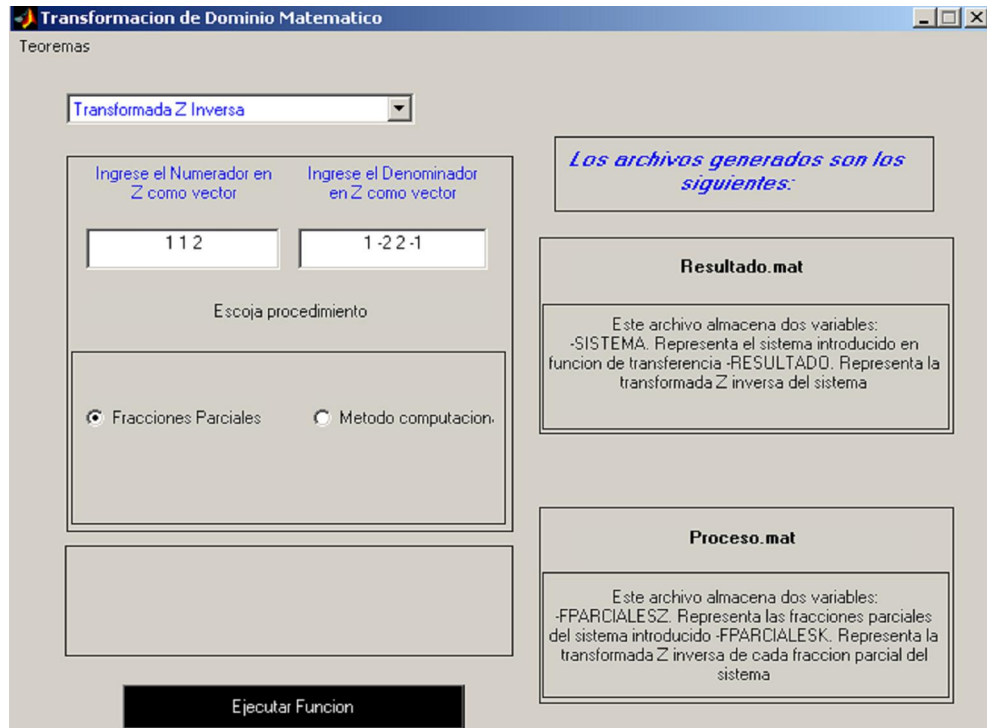 Transformacion de Dominio Matematico
Teoremas
Transformada Z Inversa
Ingrese el Numerador en
Z como vector
Ingrese el Denominador
en Z como vector
1 1 2
1 -2 2 -1
Escoja procedimiento
Fracciones Parciales
Metodo computacion
Ejecutar Funcion
Los archivos generados son los
siguientes:
Resultado.mat
Este archivo almacena dos variables:
-SISTEMA. Representa el sistema introducido en
funcion de transferencia -RESULTADO. Representa la
transformada Z inversa del sistema
Proceso.mat
Este archivo almacena dos variables:
-FPARCIALESZ. Representa las fracciones parciales
del sistema introducido -FPARCIALESK. Representa la
transformada Z inversa de cada fraccion parcial del
sistema